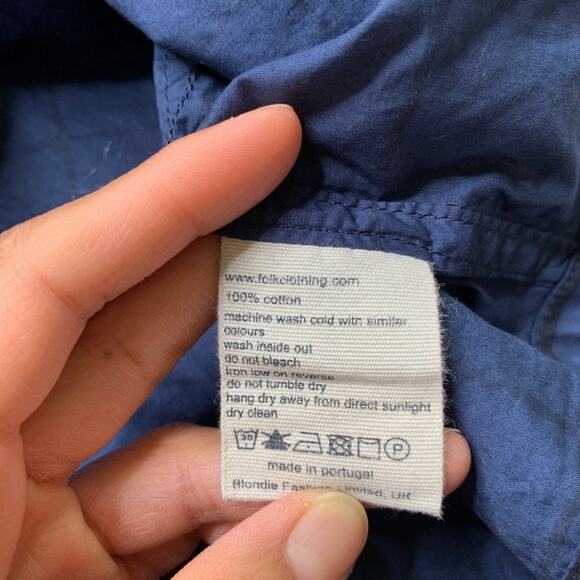 www.folkclothing.com
100% cotton
machine wash cold with similar
colours
wash inside out
do not bleach
iron low on reverse
do not tumble dry
hang dry away from direct sunlight
dry clean
30 P
made in portugal
Blondie Fashion Limited, UK